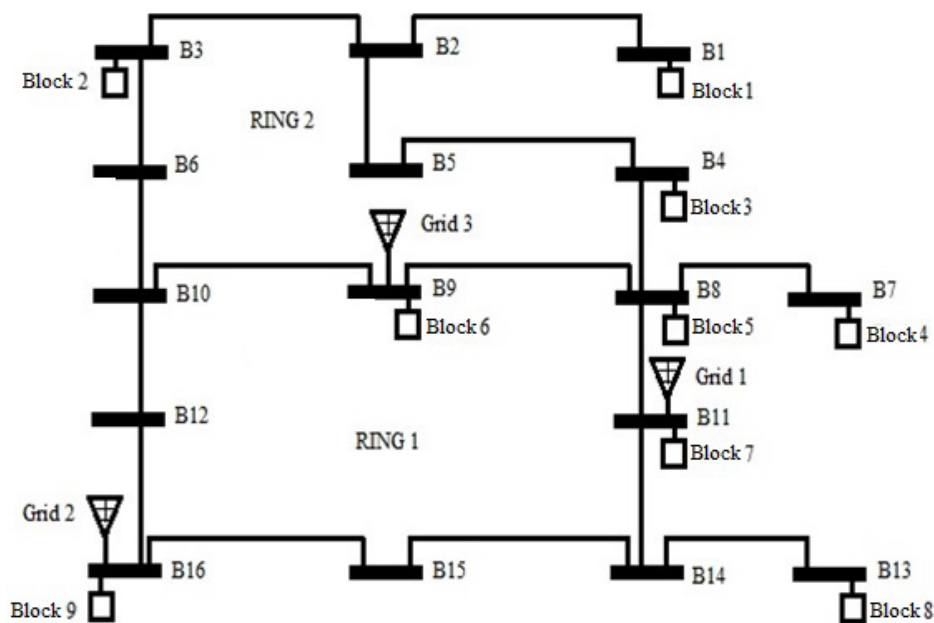 B3
B2
B1
Block 2
Block 1
RING 2
B6
B5
B4
Block 3
Grid 3
B10
B9
B8
B7
Block 6
Block 5
Block 4
Grid 1
B12
B11
RING 1
Block 7
Grid 2
B16
B15
B14
B13
Block 9
Block 8